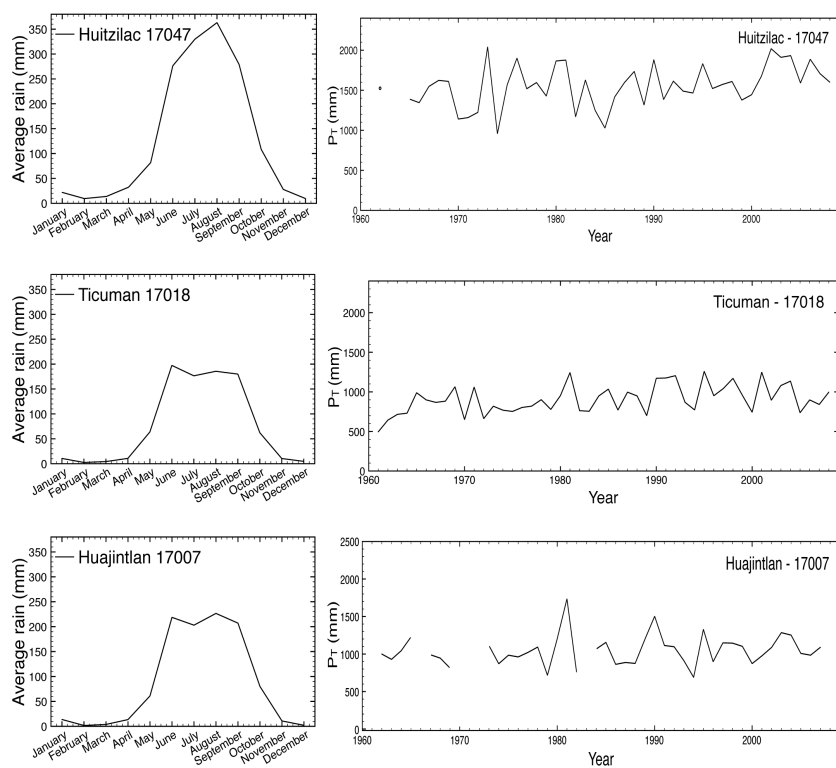 Huitzilac 17047
Average rain (mm)
350
300
250
200
150
100
50
0
January
February
March
April
May
June
July
August
September
October
November
December
Huitzilac - 17047
PT (mm)
2000
1500
1000
500
0
1960
1970
1980
1990
2000
Year
Ticuman 17018
Average rain (mm)
350
300
250
200
150
100
50
0
January
February
March
April
May
June
July
August
September
October
November
December
Ticuman - 17018
PT (mm)
2000
1500
1000
500
0
1960
1970
1980
1990
2000
Year
Huajintlan 17007
Average rain (mm)
350
300
250
200
150
100
50
0
January
February
March
April
May
June
July
August
September
October
November
December
Huajintlan - 17007
PT (mm)
2500
2000
1500
1000
500
0
1960
1970
1980
1990
2000
Year